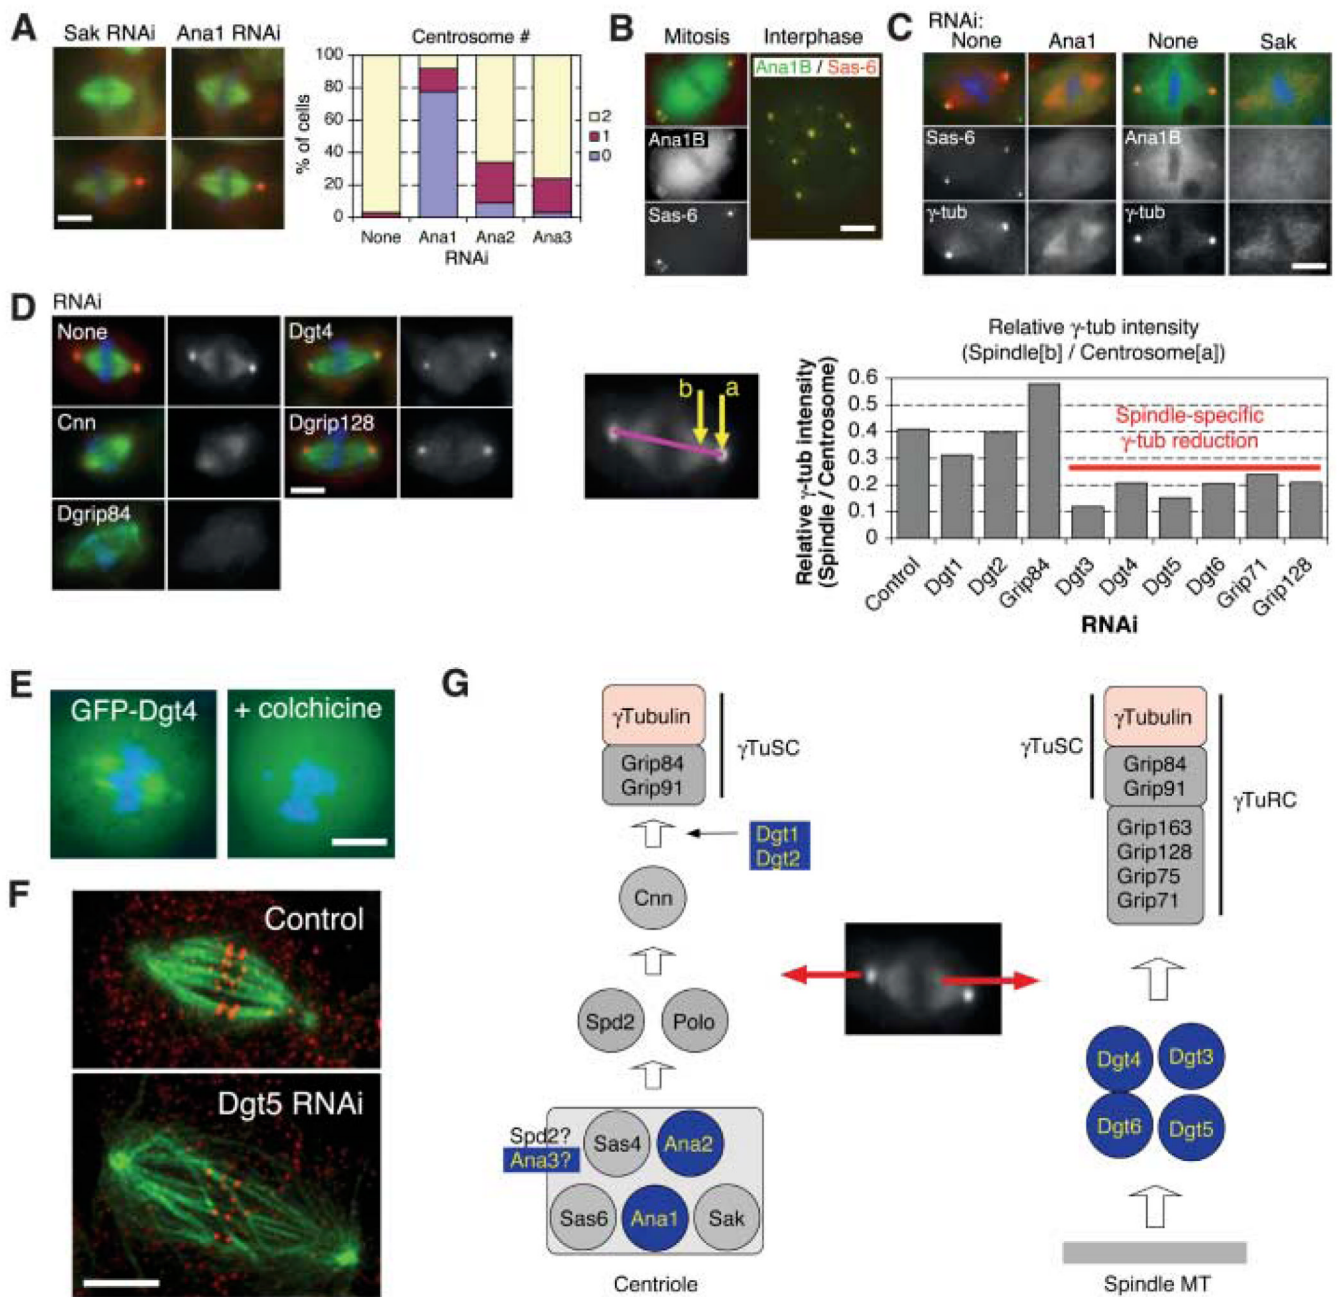 A
Sak RNAi
Ana1 RNAi
Centrosome #
100
80
60
40
20
0
% of cells
None
Ana1
Ana2
Ana3
RNAi
2
1
0
B
Mitosis
Interphase
Ana1B / Sas-6
Ana1B
Sas-6
C
RNAi:
None
Ana1
None
Sak
Sas-6
Ana1B
γ-tub
γ-tub
D
RNAi
None
Dgt4
Cnn
Dgrip128
Dgrip84
b
a
Relative γ-tub intensity
(Spindle[b] / Centrosome[a])
Relative γ-tub intensity
(Spindle / Centrosome)
0.6
0.5
0.4
0.3
0.2
0.1
0
Spindle-specific
γ-tub reduction
Control
Dgt1
Dgt2
Grip84
Dgt3
Dgt4
Dgt5
Dgt6
Grip71
Grip128
RNAi
E
GFP-Dgt4
+ colchicine
F
Control
Dgt5 RNAi
G
γTubulin
Grip84
Grip91
γTuSC
Dgt1
Dgt2
Cnn
Spd2
Polo
Spd2?
Ana3?
Sas4
Ana2
Sas6
Ana1
Sak
Centriole
γTuSC
γTubulin
Grip84
Grip91
Grip163
Grip128
Grip75
Grip71
γTuRC
Dgt4
Dgt3
Dgt6
Dgt5
Spindle MT